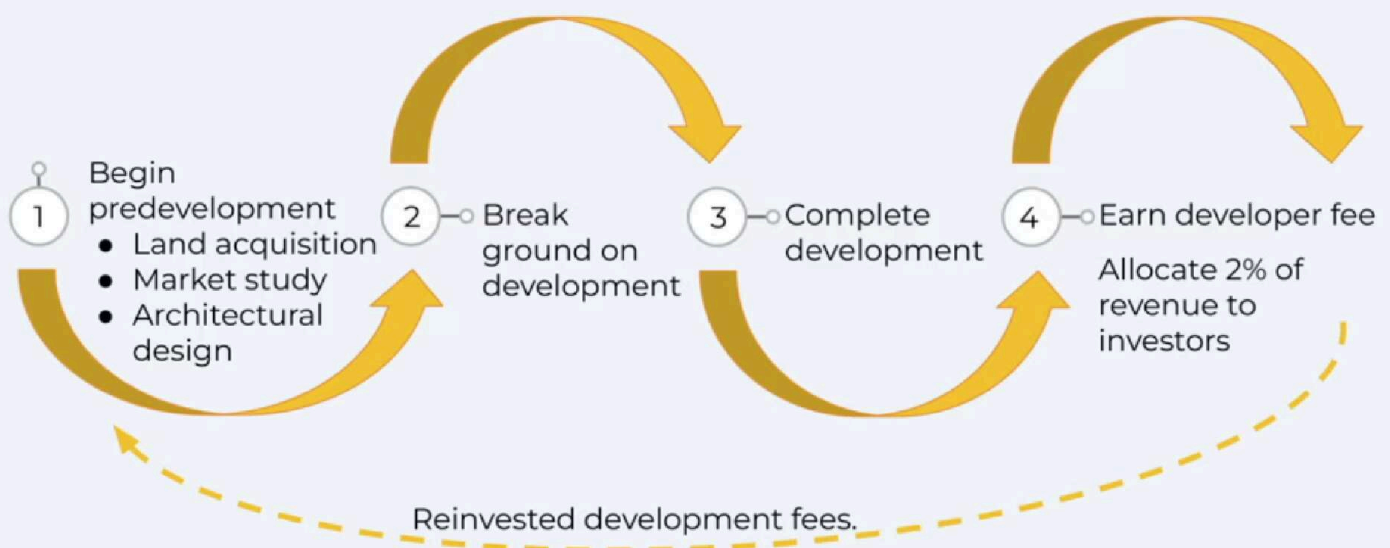 1
Begin
predevelopment
● Land acquisition
● Market study
● Architectural
design
2
Break
ground on
development
3
Complete
development
4
Earn developer fee
Allocate 2% of
revenue to
investors
Reinvested development fees.